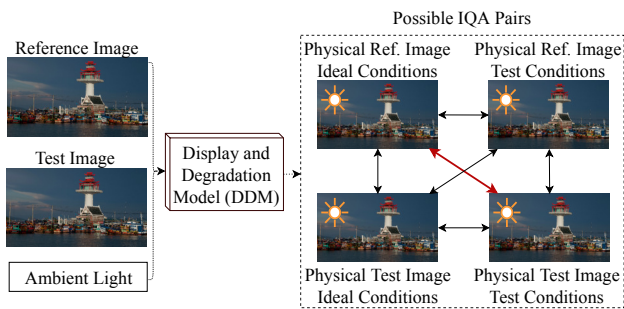 Possible IQA Pairs
Reference Image
Test Image
Ambient Light
Display and
Degradation
Model (DDM)
Physical Ref. Image
Ideal Conditions
Physical Ref. Image
Test Conditions
Physical Test Image
Ideal Conditions
Physical Test Image
Test Conditions